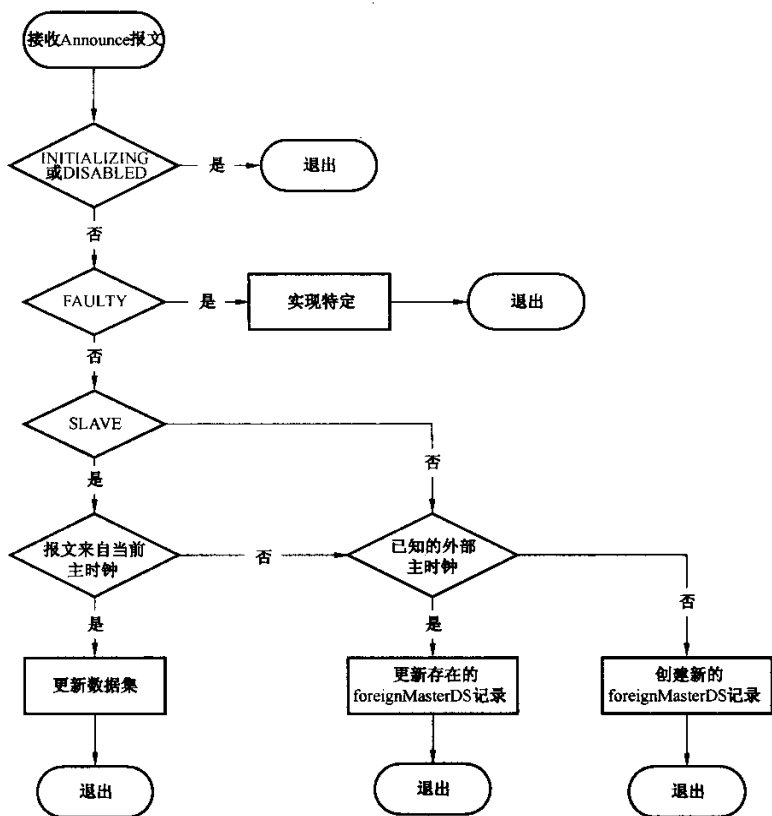 接收Announce报文
INITIALIZING
或DISABLED
是
退出
否
FAULTY
是
实现特定
退出
否
SLAVE
是
否
报文来自当前
主时钟
否
已知的外部
主时钟
是
是
否
更新数据集
更新存在的
foreignMasterDS记录
创建新的
foreignMasterDS记录
退出
退出
退出